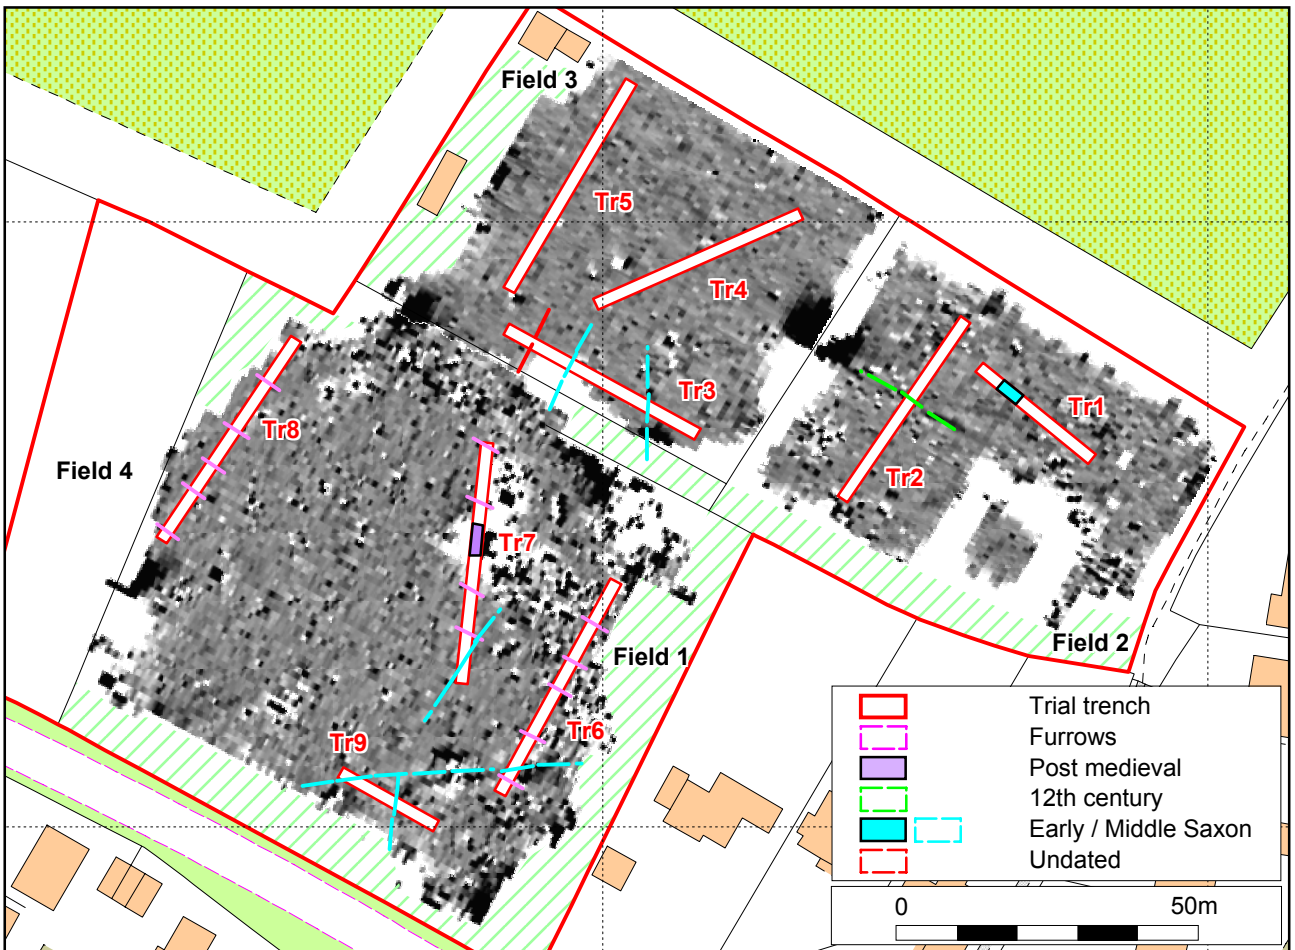 Field 3
Tr5
Tr4
Tr3
Tr1
Tr8
Field 4
Tr2
Tr7
Field 2
Field 1
Tr6
Tr9
Trial trench
Furrows
Post medieval
12th century
Early / Middle Saxon
Undated
0 50m